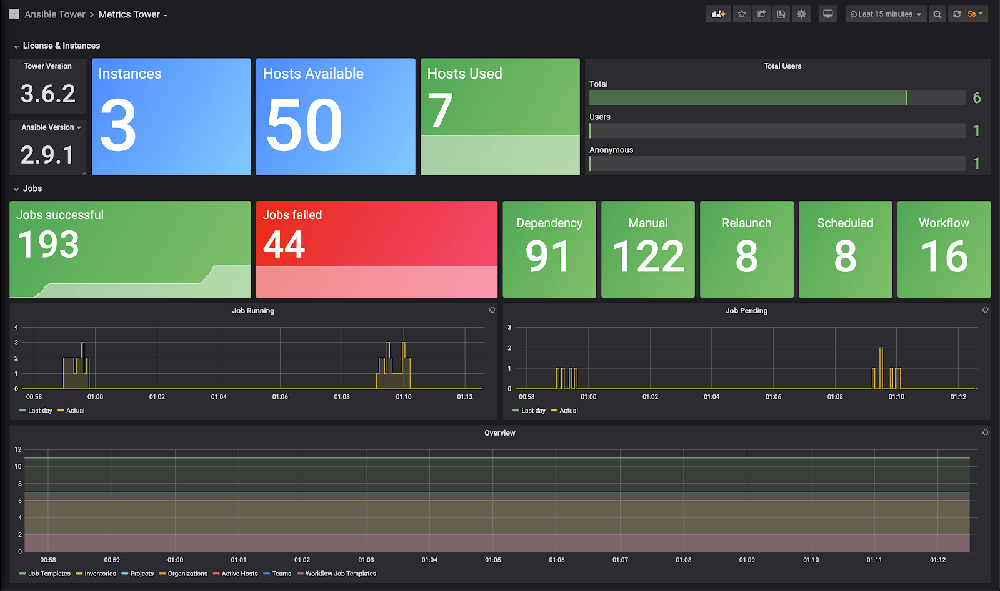 Ansible Tower > Metrics Tower
Last 15 minutes
5s
License & Instances
Tower Version
3.6.2
Ansible Version
2.9.1
Instances
3
Hosts Available
50
Hosts Used
7
Total Users
Total
6
Users
1
Anonymous
1
Jobs
Jobs successful
193
Jobs failed
44
Dependency
91
Manual
122
Relaunch
8
Scheduled
8
Workflow
16
Job Running
4
3
2
1
0
00:58 01:00 01:02 01:04 01:06 01:08 01:10 01:12
Last day Actual
Job Pending
3
2
1
0
00:58 01:00 01:02 01:04 01:06 01:08 01:10 01:12
Last day Actual
Overview
12
10
8
6
4
2
0
00:58 00:59 01:00 01:01 01:02 01:03 01:04 01:05 01:06 01:07 01:08 01:09 01:10 01:11 01:12
Job Templates Inventories Projects Organizations Active Hosts Teams Workflow Job Templates